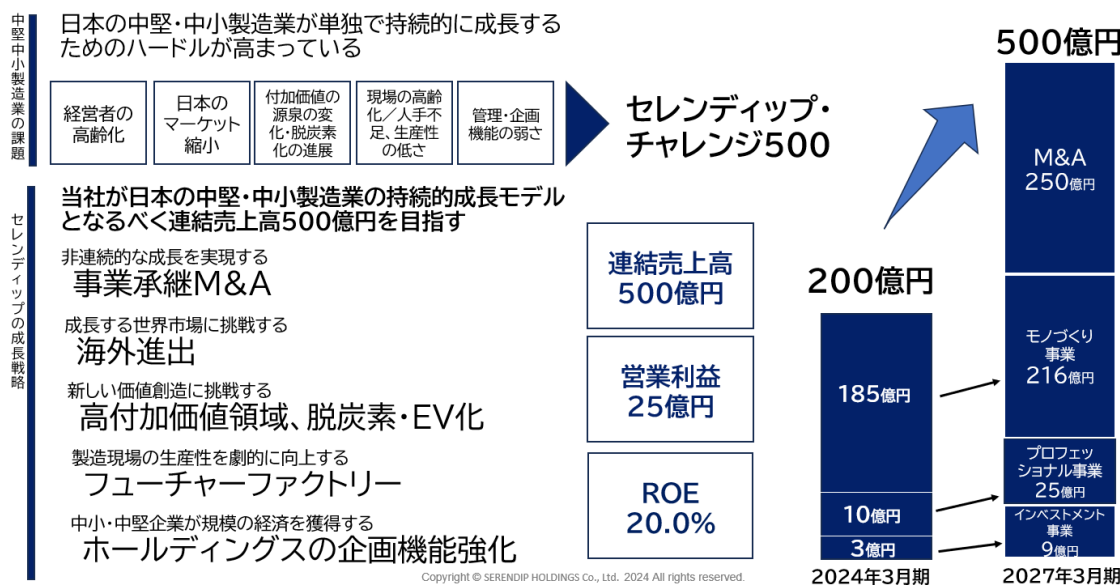 中堅中小製造業の課題
日本の中堅・中小製造業が単独で持続的に成長する
ためのハードルが高まっている
経営者の
高齢化
日本の
マーケット
縮小
付加価値の
源泉の変
化・脱炭素
化の進展
現場の高齢
化／人手不
足、生産性
の低さ
管理・企画
機能の弱さ
セレンディップ・
チャレンジ500
セレンディップの成長戦略
当社が日本の中堅・中小製造業の持続的成長モデル
となるべく連結売上高500億円を目指す
非連続的な成長を実現する
事業承継M&A
成長する世界市場に挑戦する
海外進出
新しい価値創造に挑戦する
高付加価値領域、脱炭素・EV化
製造現場の生産性を劇的に向上する
フューチャーファクトリー
中小・中堅企業が規模の経済を獲得する
ホールディングスの企画機能強化
連結売上高
500億円
営業利益
25億円
ROE
20.0%
200億円
185億円
10億円
3億円
2024年3月期
500億円
M&A
250億円
モノづくり
事業
216億円
プロフェッ
ショナル事業
25億円
インベストメント
事業
9億円
2027年3月期
Copyright © SERENDIP HOLDINGS Co., Ltd. 2024 All rights reserved.